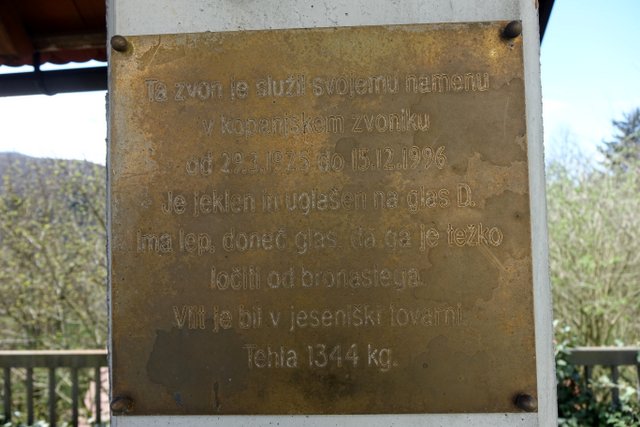 Ta zvon je služil svojemu namenu
v kopanjskem zvoniku
od 29.3.1925 do 15.12.1996
Je jeklen in uglašen na glas D.
Ima lep, doneč glas, da ga je težko
ločiti od bronastega.
Vlit je bil v jeseniški tovarni.
Tehta 1344 kg.